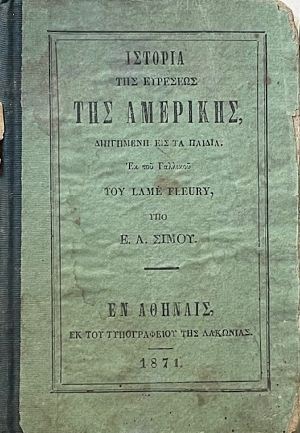 ΙΣΤΟΡΙΑ
ΤΗΣ ΕΥΡΕΣΕΩΣ
ΤΗΣ ΑΜΕΡΙΚΗΣ,
ΔΙΗΓΗΜΕΝΗ ΕΙΣ ΤΑ ΠΑΙΔΙΑ.
Ἐκ τοῦ Γαλλικοῦ
ΤΟΥ LAMÉ FLEURY,
ΥΠΟ
Ε. Α. ΣΙΜΟΥ.
ΕΝ ΑΘΗΝΑΙΣ,
ΕΚ ΤΟΥ ΤΥΠΟΓΡΑΦΕΙΟΥ ΤΗΣ ΛΑΚΩΝΙΑΣ.
1871.